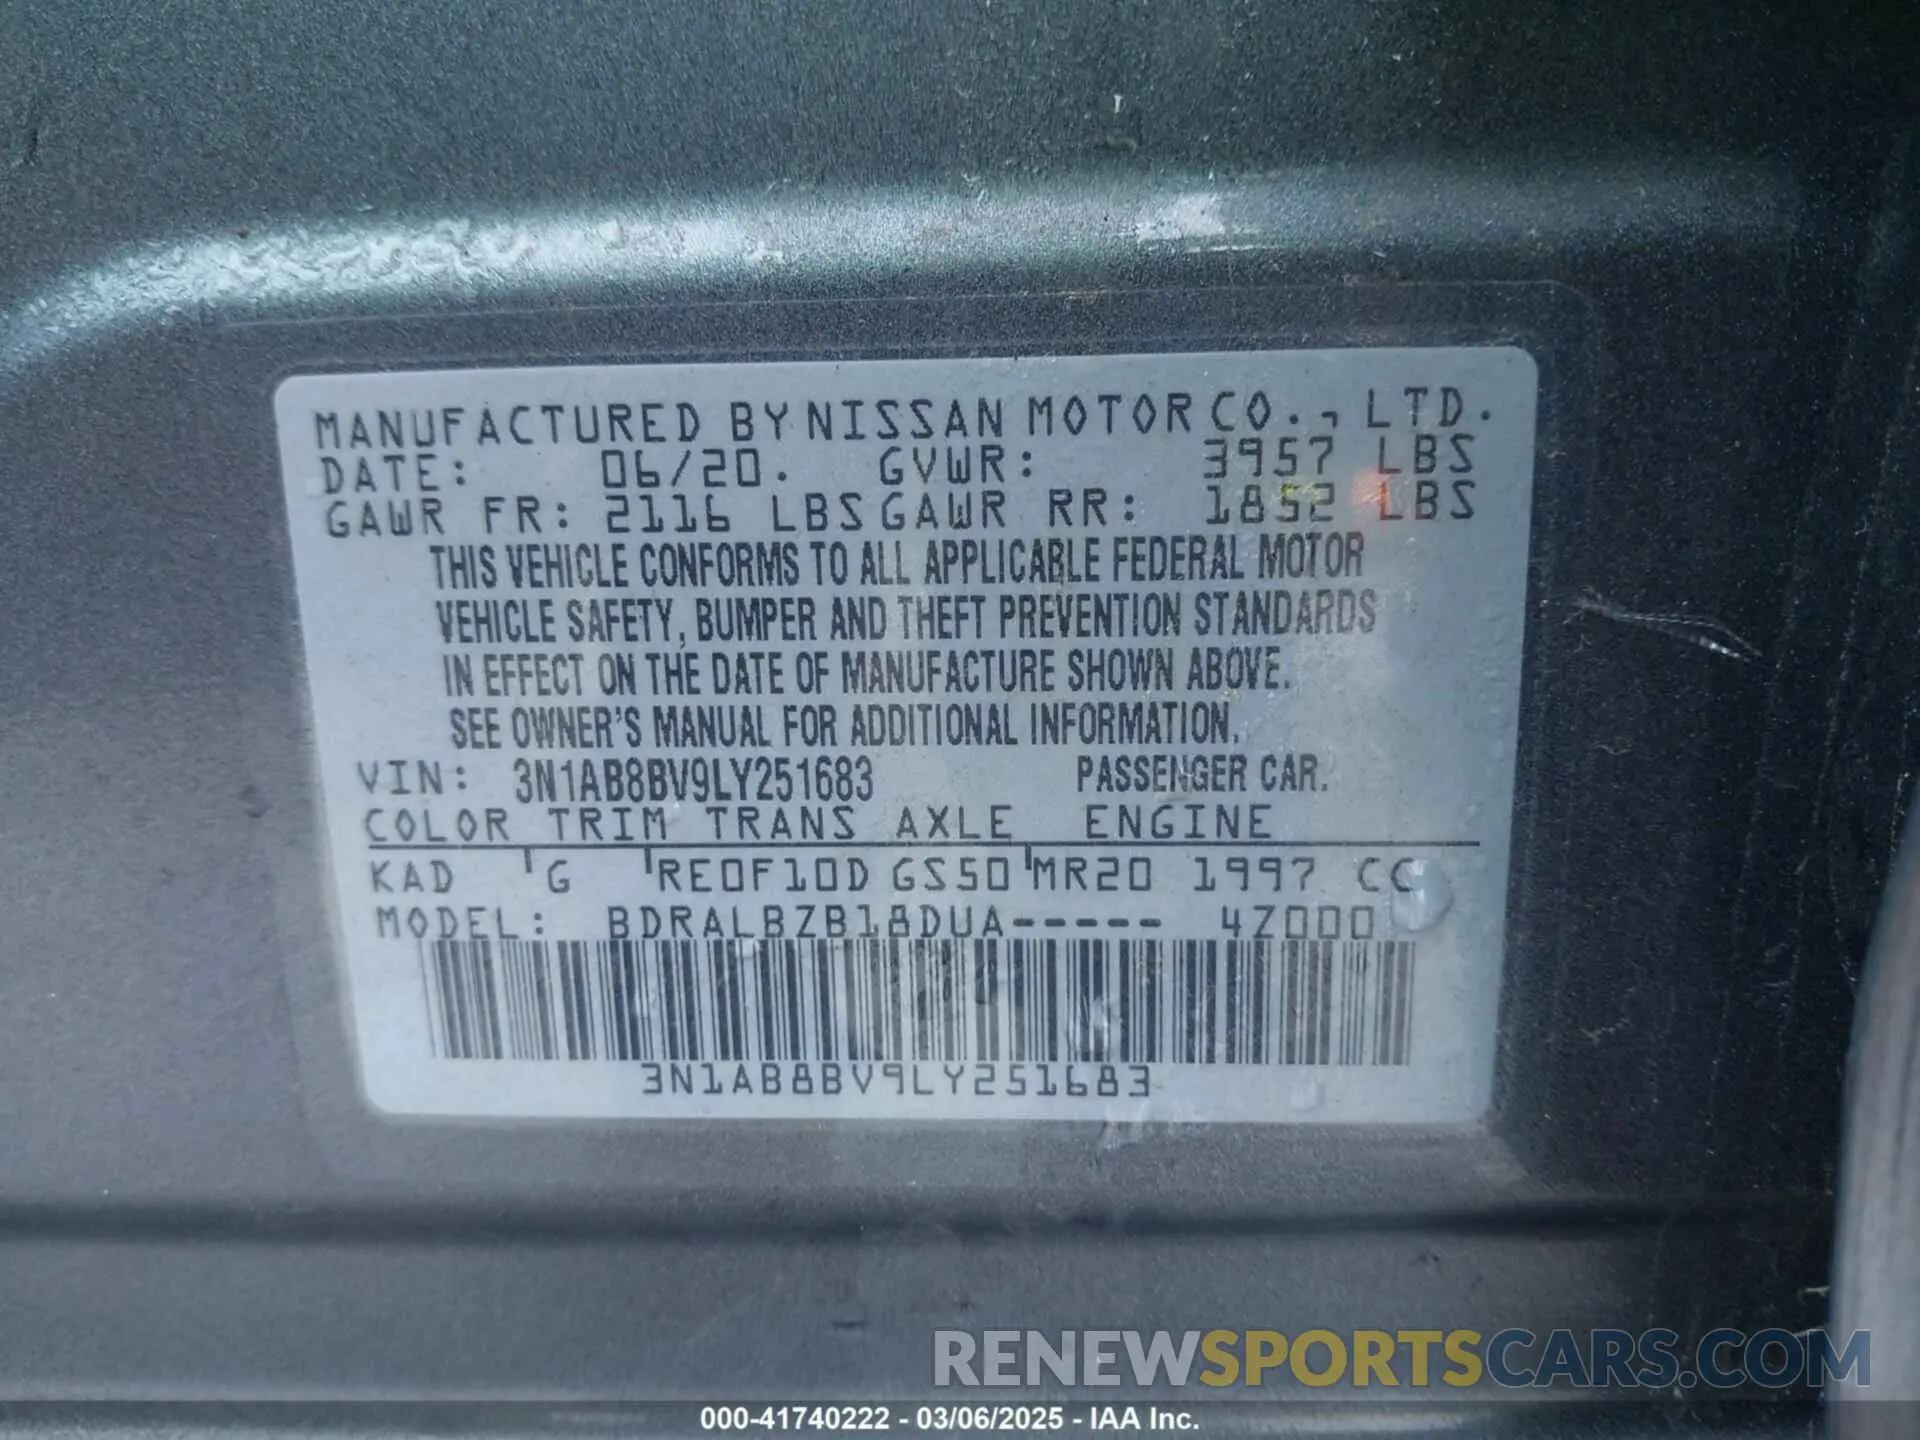 MANUFACTURED BY NISSAN MOTOR CO., LTD.
DATE: 06/20. GVWR: 3957 LBS
GAWR FR: 2116 LBS GAWR RR: 1852 LBS
THIS VEHICLE CONFORMS TO ALL APPLICABLE FEDERAL MOTOR
VEHICLE SAFETY, BUMPER AND THEFT PREVENTION STANDARDS
IN EFFECT ON THE DATE OF MANUFACTURE SHOWN ABOVE.
SEE OWNER'S MANUAL FOR ADDITIONAL INFORMATION.
VIN: 3N1AB8BV9LY251683 PASSENGER CAR.
COLOR TRIM TRANS AXLE ENGINE
KAD G RE0F10D GS50 MR20 1997 CC
MODEL: BDRALBZB18DUA----- 4Z000
3N1AB8BV9LY251683
RENEWSPORTSCARS.COM
000-41740222 - 03/06/2025 - IAA Inc.